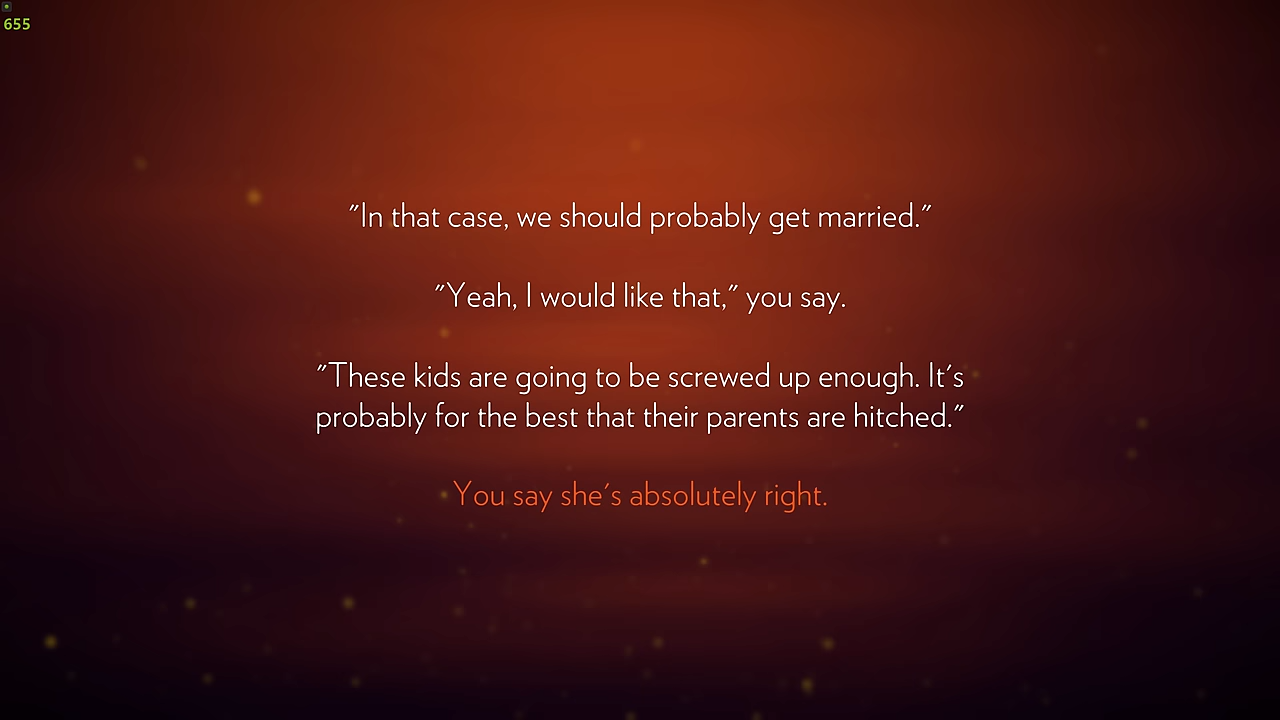 655
"In that case, we should probably get married."
"Yeah, I would like that," you say.
"These kids are going to be screwed up enough. It's
probably for the best that their parents are hitched."
You say she's absolutely right.